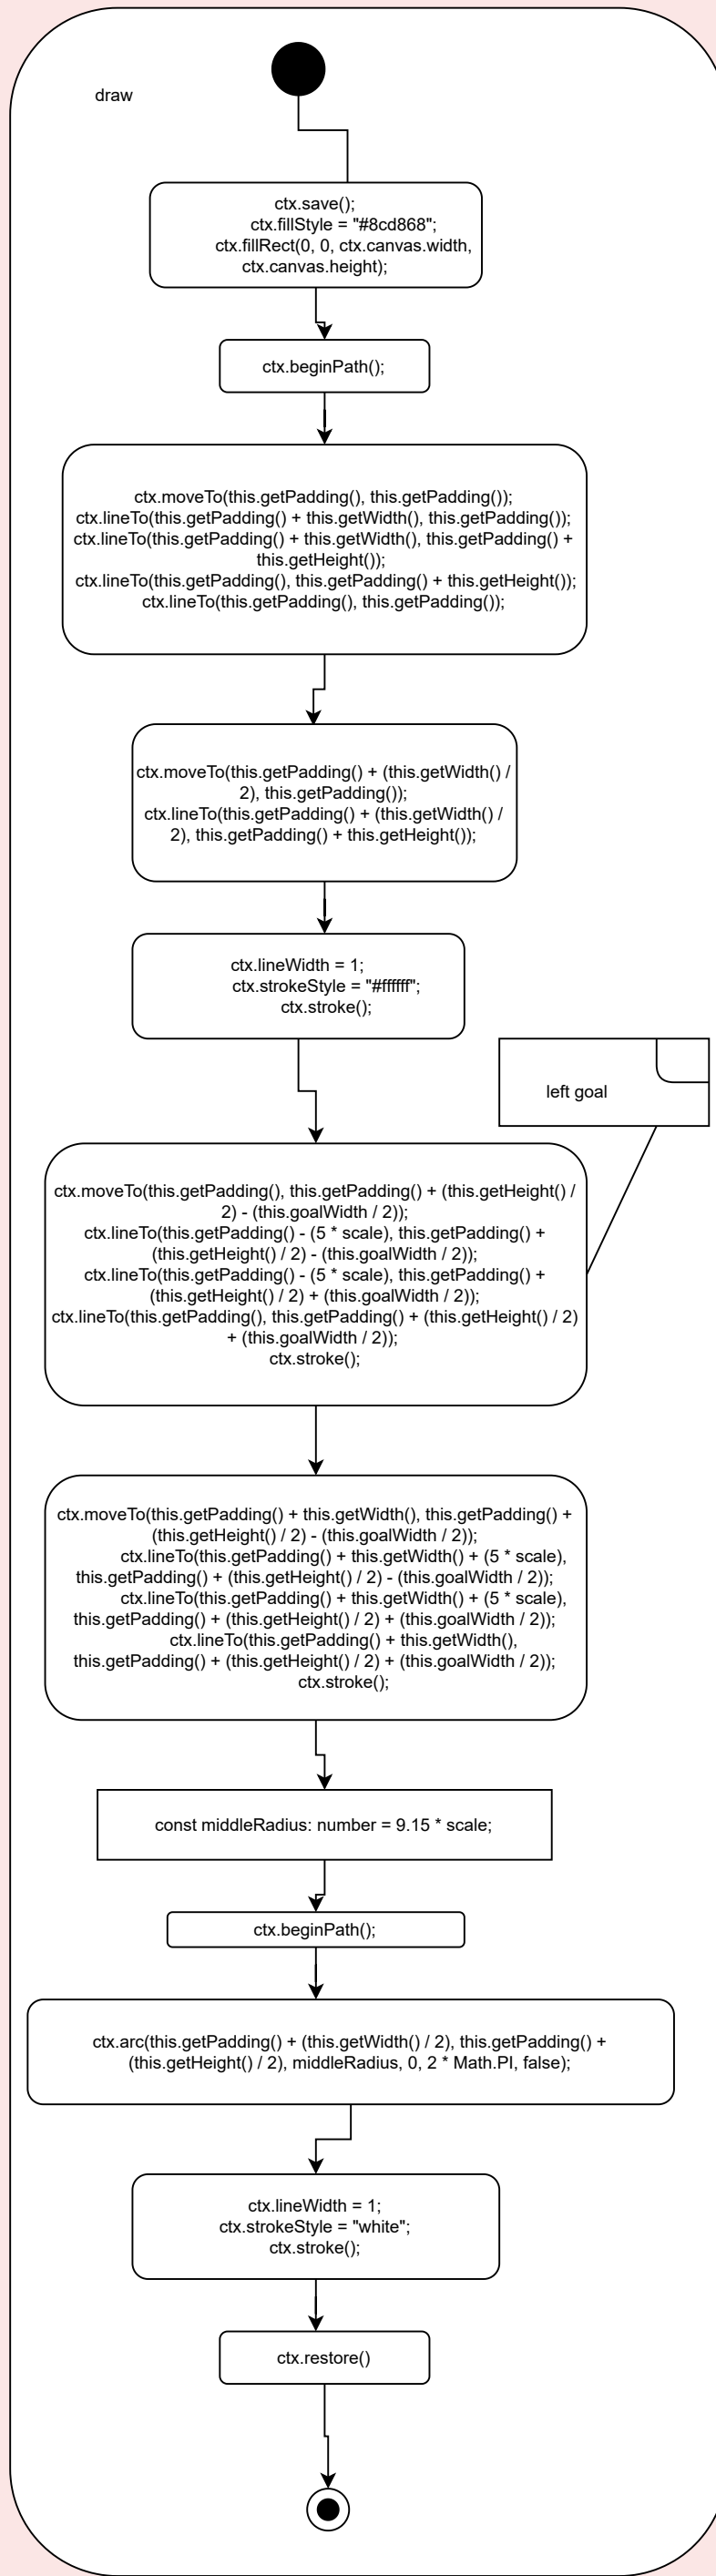 draw
ctx.save();
ctx.fillStyle = "#8cd868";
ctx.fillRect(0, 0, ctx.canvas.width,
ctx.canvas.height);
ctx.beginPath();
ctx.moveTo(this.getPadding(), this.getPadding());
ctx.lineTo(this.getPadding() + this.getWidth(), this.getPadding());
ctx.lineTo(this.getPadding() + this.getWidth(), this.getPadding() +
this.getHeight());
ctx.lineTo(this.getPadding(), this.getPadding() + this.getHeight());
ctx.lineTo(this.getPadding(), this.getPadding());
ctx.moveTo(this.getPadding() + (this.getWidth() /
2), this.getPadding());
ctx.lineTo(this.getPadding() + (this.getWidth() /
2), this.getPadding + this.getHeight());
ctx.lineWidth = 1;
ctx.strokeStyle = "#ffffff";
ctx.stroke();
left goal
ctx.moveTo(this.getPadding(), this.getPadding() + (this.getHeight() /
2) - (this.goalWidth / 2));
ctx.lineTo(this.getPadding() - (5 * scale), this.getPadding() +
(this.getHeight() / 2) - (this.goalWidth / 2));
ctx.lineTo(this.getPadding() - (5 * scale), this.getPadding() +
(this.getHeight() / 2) + (this.goalWidth / 2));
ctx.lineTo(this.getPadding(), this.getPadding() + (this.getHeight() / 2)
+ (this.goalWidth / 2));
ctx.stroke();
ctx.moveTo(this.getPadding() + this.getWidth(), this.getPadding() +
(this.getHeight() / 2) - (this.goalWidth / 2));
ctx.lineTo(this.getPadding() + this.getWidth() + (5 * scale),
this.getPadding() + (this.getHeight() / 2) - (this.goalWidth / 2));
ctx.lineTo(this.getPadding() + this.getWidth() + (5 * scale),
this.getPadding() + (this.getHeight() / 2) + (this.goalWidth / 2));
ctx.lineTo(this.getPadding() + this.getWidth(),
this.getPadding() + (this.getHeight() / 2) + (this.goalWidth / 2));
ctx.stroke();
const middleRadius: number = 9.15 * scale;
ctx.beginPath();
ctx.arc(this.getPadding() + (this.getWidth() / 2), this.getPadding() +
(this.getHeight() / 2), middleRadius, 0, 2 * Math.PI, false);
ctx.lineWidth = 1;
ctx.strokeStyle = "white";
ctx.stroke();
ctx.restore()